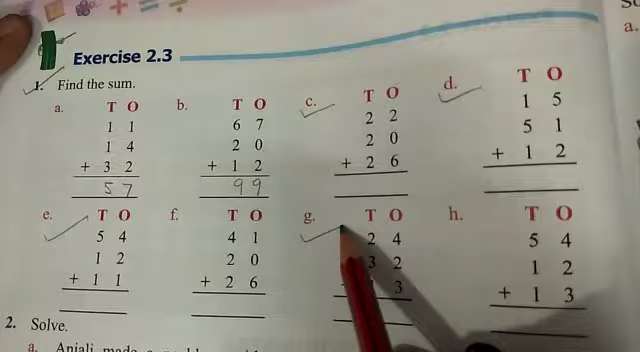 Exercise 2.3
1. Find the sum.
a. T O
1 1
1 4
+ 3 2
5 7
b. T O
6 7
2 0
+ 1 2
9 9
c. T O
2 2
2 0
+ 2 6
d. T O
1 5
5 1
+ 1 2
e. T O
5 4
1 2
+ 1 1
f. T O
4 1
2 0
+ 2 6
g. T O
2 4
3 2
3
h. T O
5 4
1 2
+ 1 3
2. Solve.
a. Anjali made a
a.